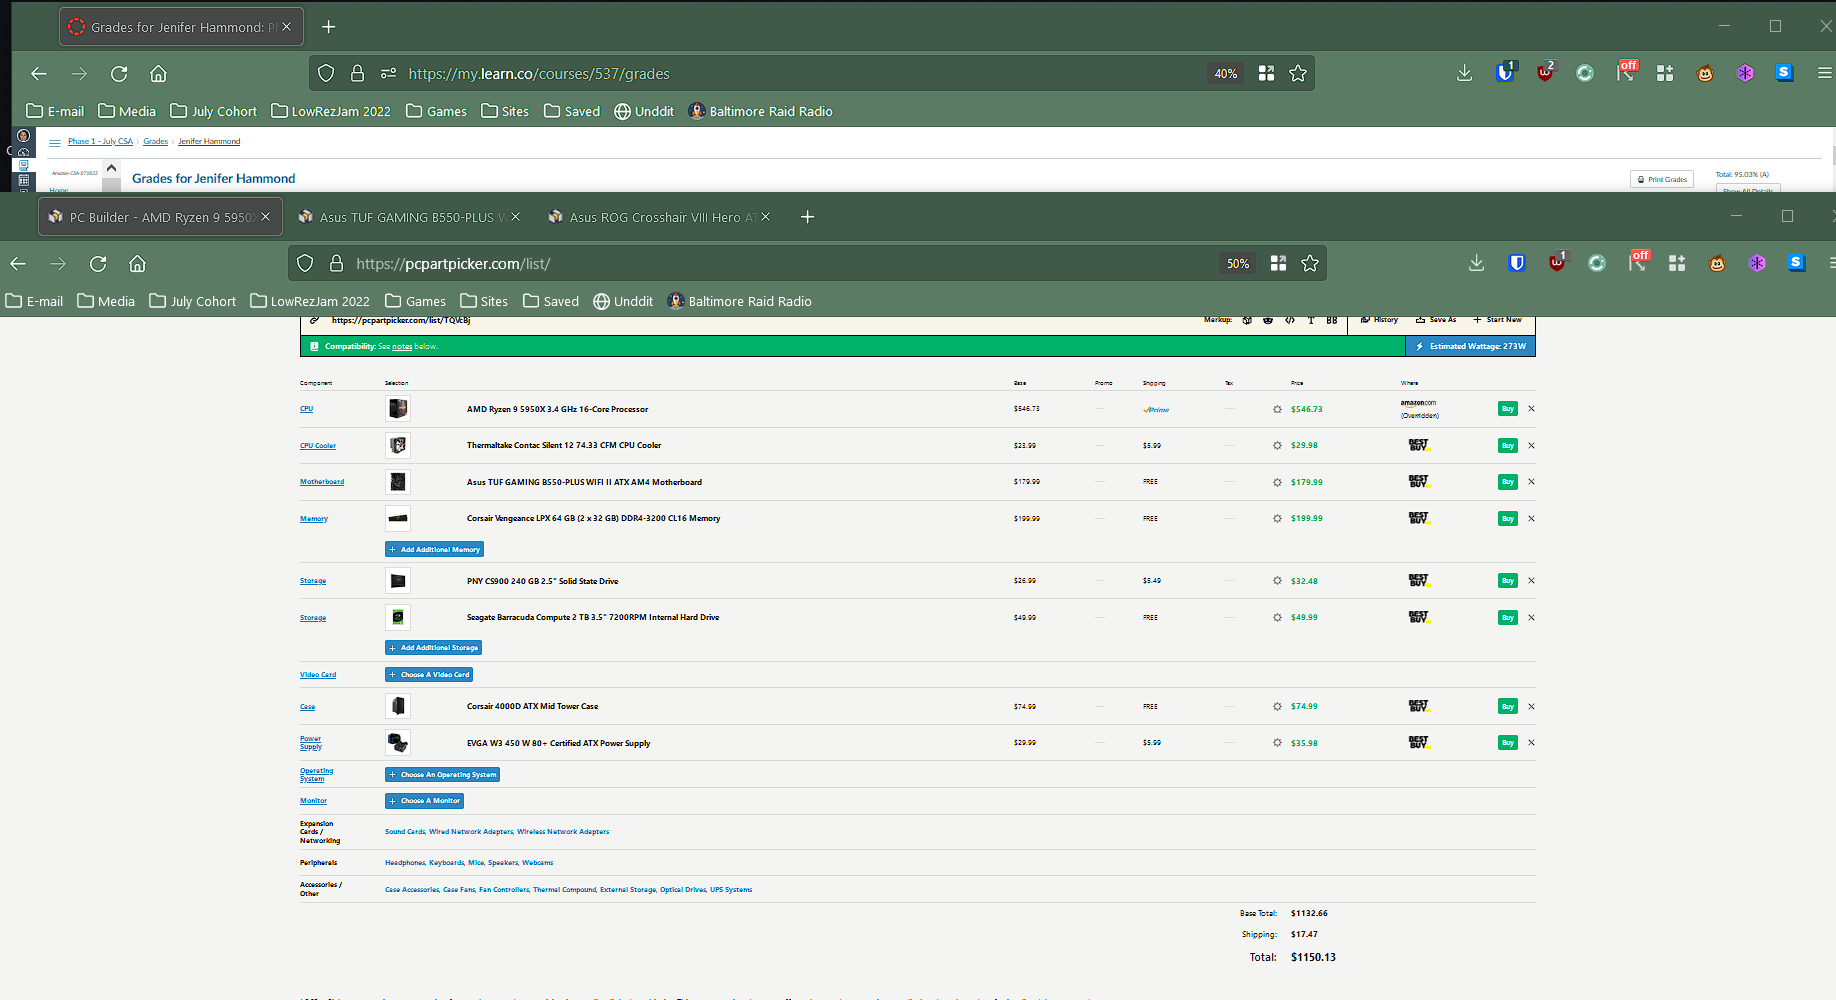 Grades for Jenifer Hammond: Pl
https://my.learn.co/courses/537/grades
40%
1
2
off
E-mail Media July Cohort LowRezJam 2022 Games Sites Saved Unddit Baltimore Raid Radio
Phase 1 - July CSA › Grades › Jenifer Hammond
Amazon-CSA-071822
Home
Grades for Jenifer Hammond
Print Grades
Total: 95.03% (A)
Show All Details
PC Builder - AMD Ryzen 9 5950X
Asus TUF GAMING B550-PLUS W
Asus ROG Crosshair VIII Hero AT
https://pcpartpicker.com/list/
50%
1
off
E-mail Media July Cohort LowRezJam 2022 Games Sites Saved Unddit Baltimore Raid Radio
https://pcpartpicker.com/list/TQVcBj
Markup: T BB History Save As Start New
Compatibility: See notes below.
Estimated Wattage: 273W
Component Selection Base Promo Shipping Tax Price Where
CPU AMD Ryzen 9 5950X 3.4 GHz 16-Core Processor $546.73 — Prime — $546.73 amazon.com (Overridden) Buy
CPU Cooler Thermaltake Contac Silent 12 74.33 CFM CPU Cooler $23.99 — $5.99 — $29.98 BEST BUY Buy
Motherboard Asus TUF GAMING B550-PLUS WIFI II ATX AM4 Motherboard $179.99 — FREE — $179.99 BEST BUY Buy
Memory Corsair Vengeance LPX 64 GB (2 x 32 GB) DDR4-3200 CL16 Memory $199.99 — FREE — $199.99 BEST BUY Buy
+ Add Additional Memory
Storage PNY CS900 240 GB 2.5" Solid State Drive $26.99 — $5.49 — $32.48 BEST BUY Buy
Storage Seagate Barracuda Compute 2 TB 3.5" 7200RPM Internal Hard Drive $49.99 — FREE — $49.99 BEST BUY Buy
+ Add Additional Storage
Video Card + Choose A Video Card
Case Corsair 4000D ATX Mid Tower Case $74.99 — FREE — $74.99 BEST BUY Buy
Power Supply EVGA W3 450 W 80+ Certified ATX Power Supply $29.99 — $5.99 — $35.98 BEST BUY Buy
Operating System + Choose An Operating System
Monitor + Choose A Monitor
Expansion Cards / Networking Sound Cards, Wired Network Adapters, Wireless Network Adapters
Peripherals Headphones, Keyboards, Mice, Speakers, Webcams
Accessories / Other Case Accessories, Case Fans, Fan Controllers, Thermal Compound, External Storage, Optical Drives, UPS Systems
Base Total: $1132.66
Shipping: $17.47
Total: $1150.13